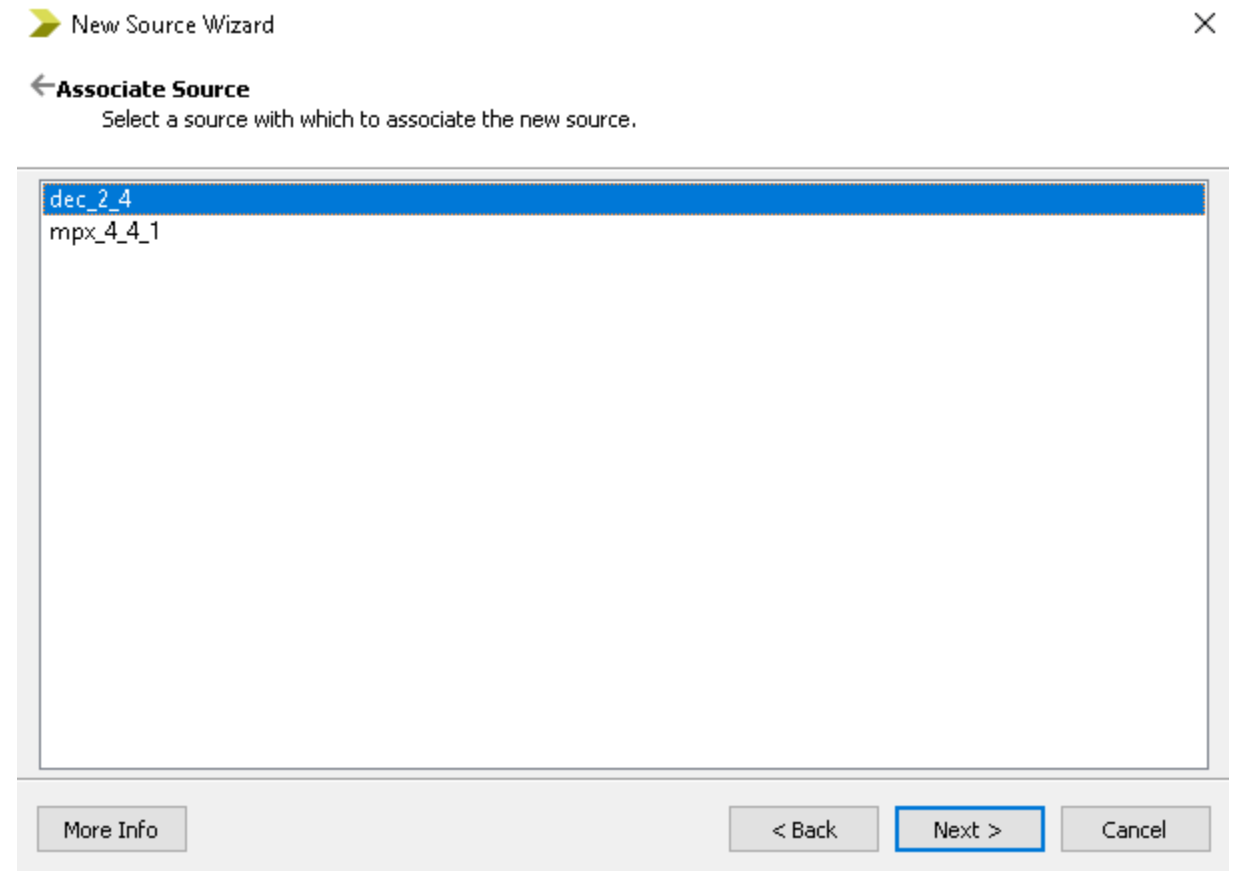 New Source Wizard
Associate Source
Select a source with which to associate the new source.
dec_2_4
mpx_4_4_1
More Info
< Back
Next >
Cancel